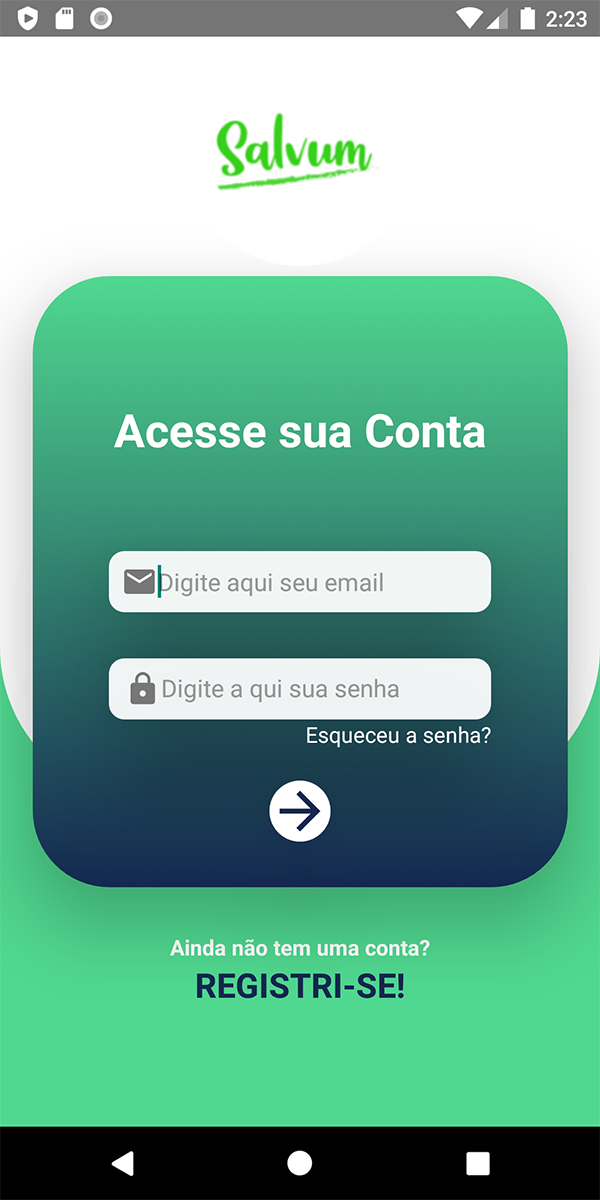 2:23
Salvum
Acesse sua Conta
Digite aqui seu email
Digite a qui sua senha
Esqueceu a senha?
Ainda não tem uma conta?
REGISTRI-SE!